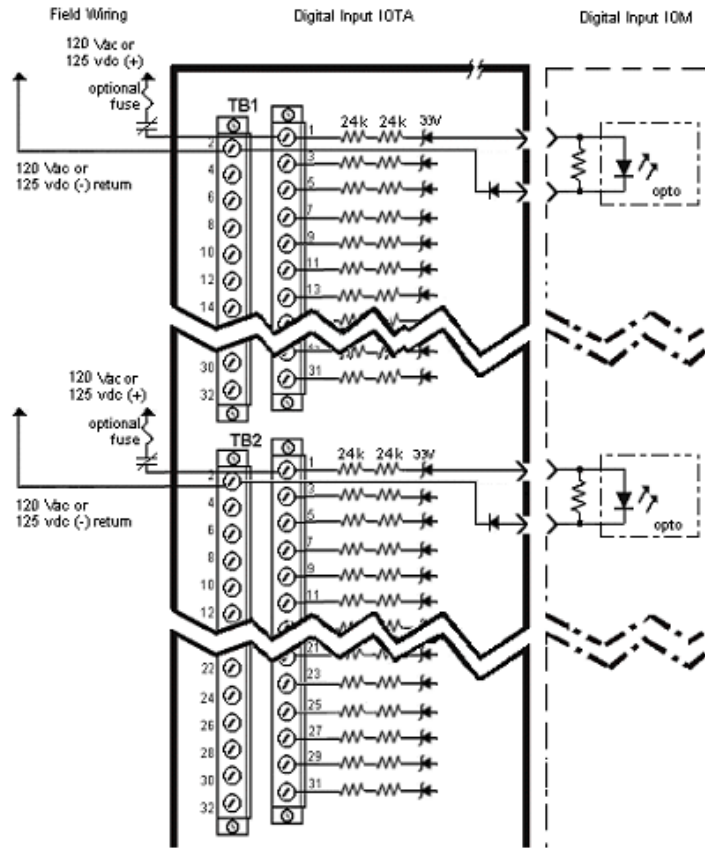 Field Wiring
Digital Input IOTA
Digital Input IOM
120 Vac or
125 vdc (+)
optional
fuse
TB1
1
24k 24k 33V
2
3
4
5
6
7
8
9
10
11
12
13
14
120 Vac or
125 vdc (-) return
opto
30
31
32
120 Vac or
125 vdc (+)
optional
fuse
TB2
1
24k 24k 33V
2
3
4
5
6
7
8
9
10
11
12
120 Vac or
125 vdc (-) return
opto
21
22
23
24
25
26
27
28
29
30
31
32